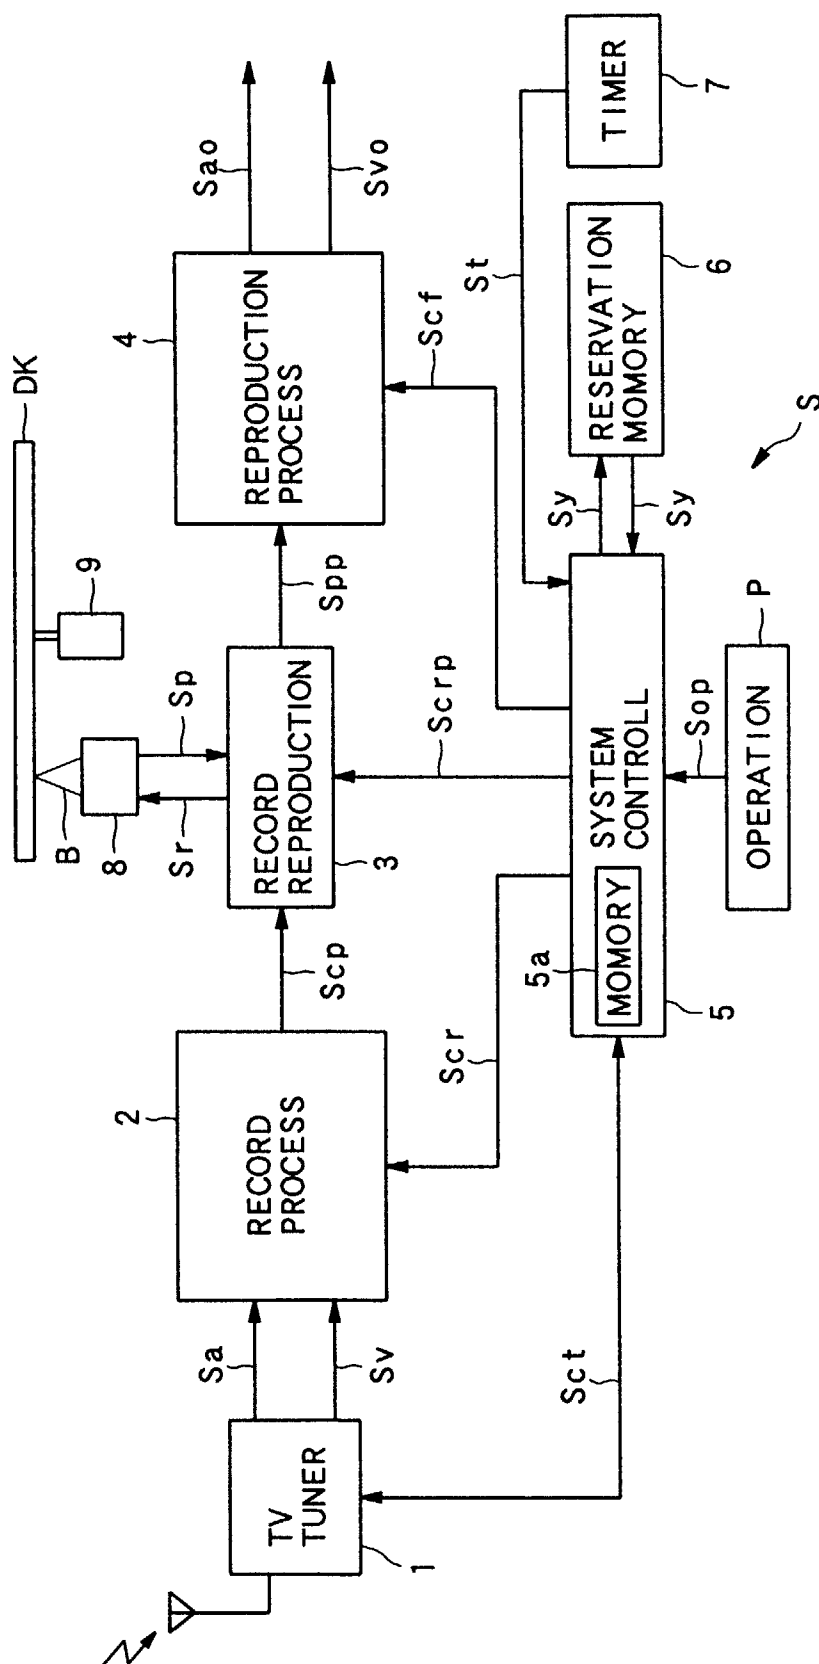 DK
B
8
9
Sr
Sp
2
3
4
Sao
Svo
Sa
Sv
TV
TUNER
1
RECORD
PROCESS
Scp
RECORD
REPRODUCTION
Spp
REPRODUCTION
PROCESS
Scr
Scrp
Scf
St
Sct
5a
MOMORY
SYSTEM
CONTROLL
5
Sy
Sy
RESERVATION
MOMORY
6
TIMER
7
Sop
OPERATION
P
S